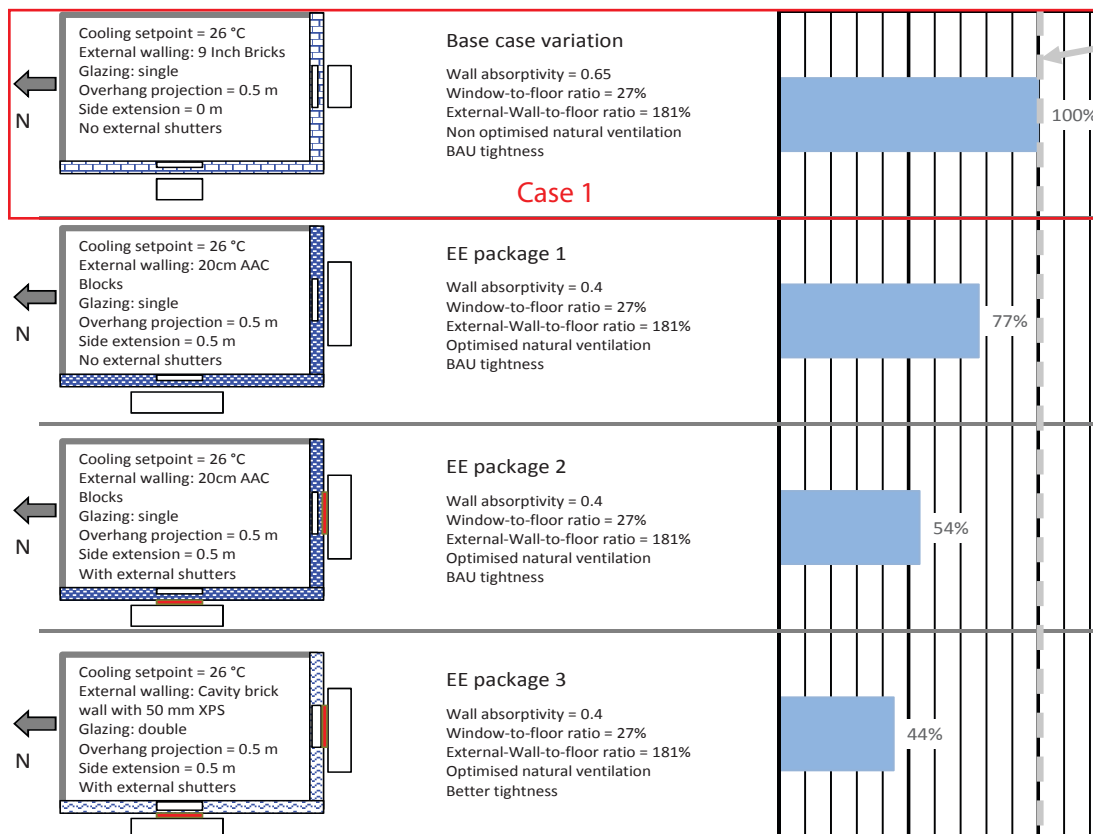 Cooling setpoint = 26 °C
External walling: 9 Inch Bricks
Glazing: single
Overhang projection = 0.5 m
Side extension = 0 m
No external shutters
N
Base case variation
Wall absorptivity = 0.65
Window-to-floor ratio = 27%
External-Wall-to-floor ratio = 181%
Non optimised natural ventilation
BAU tightness
Case 1
100%
Cooling setpoint = 26 °C
External walling: 20cm AAC
Blocks
Glazing: single
Overhang projection = 0.5 m
Side extension = 0.5 m
No external shutters
N
EE package 1
Wall absorptivity = 0.4
Window-to-floor ratio = 27%
External-Wall-to-floor ratio = 181%
Optimised natural ventilation
BAU tightness
77%
Cooling setpoint = 26 °C
External walling: 20cm AAC
Blocks
Glazing: single
Overhang projection = 0.5 m
Side extension = 0.5 m
With external shutters
N
EE package 2
Wall absorptivity = 0.4
Window-to-floor ratio = 27%
External-Wall-to-floor ratio = 181%
Optimised natural ventilation
BAU tightness
54%
Cooling setpoint = 26 °C
External walling: Cavity brick
wall with 50 mm XPS
Glazing: double
Overhang projection = 0.5 m
Side extension = 0.5 m
With external shutters
N
EE package 3
Wall absorptivity = 0.4
Window-to-floor ratio = 27%
External-Wall-to-floor ratio = 181%
Optimised natural ventilation
Better tightness
44%